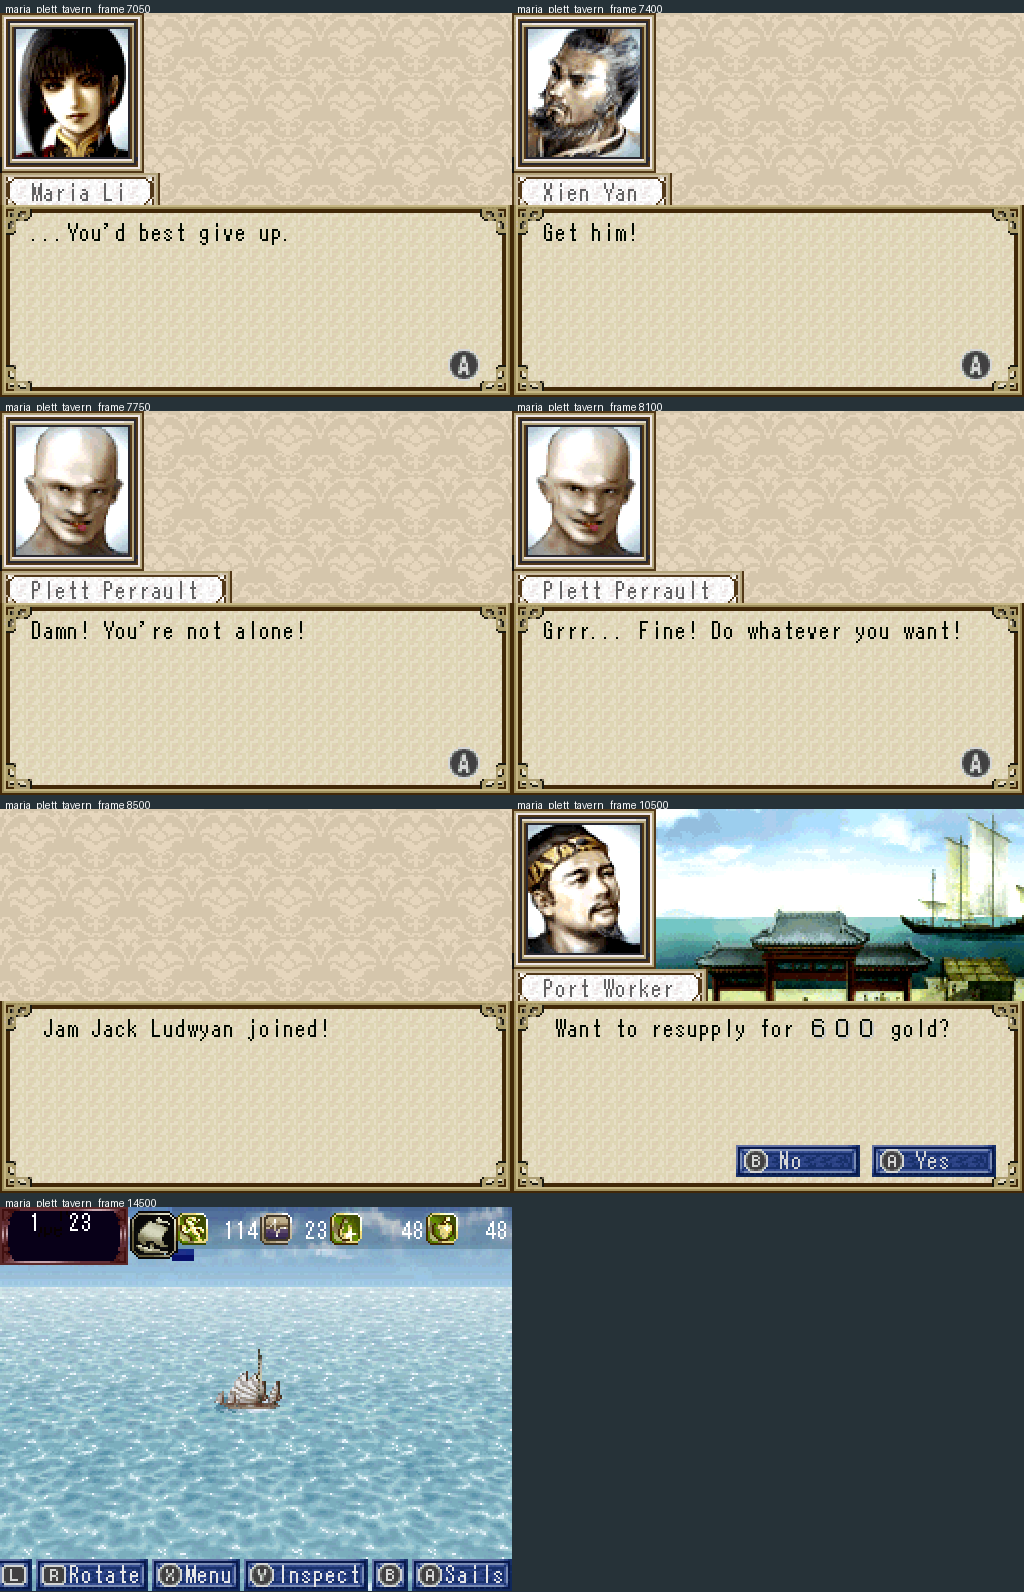 maria_plett_tavern_frame 7050
maria_plett_tavern_frame 7400
Maria Li
Xien Yan
...You'd best give up.
Get him!
A
A
maria_plett_tavern_frame 7750
maria_plett_tavern_frame 8100
Plett Perrault
Plett Perrault
Damn! You're not alone!
Grrr... Fine! Do whatever you want!
A
A
maria_plett_tavern_frame 8500
maria_plett_tavern_frame 10500
Port Worker
Jam Jack Ludwyan joined!
Want to resupply for 600 gold?
B No A Yes
maria_plett_tavern_frame 14500
1 23 114 23 48 48
L R Rotate X Menu Y Inspect B A Sails